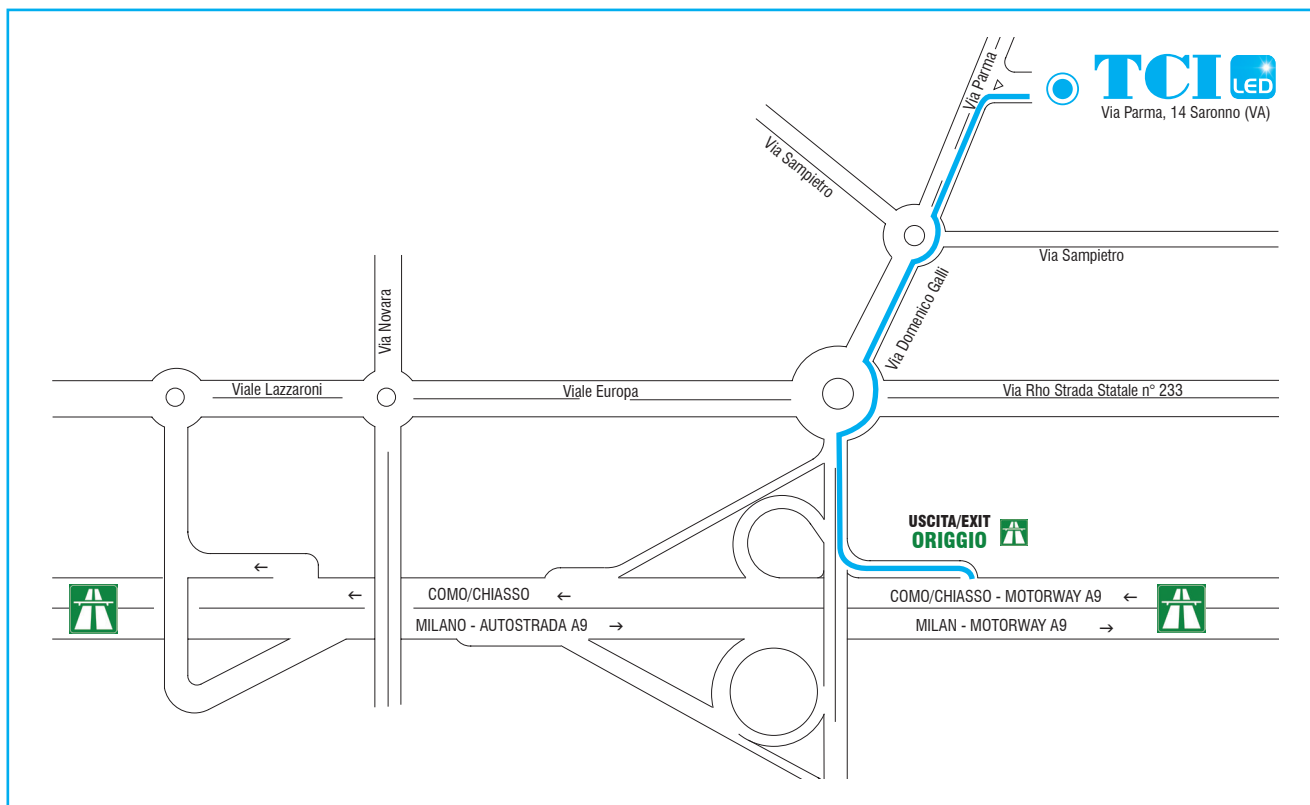 TCI LED
Via Parma, 14 Saronno (VA)
Via Parma
Via Sampietro
Via Sampietro
Via Domenico Galli
Via Novara
Viale Lazzaroni
Viale Europa
Via Rho Strada Statale n° 233
USCITA/EXIT
ORIGGIO
←
COMO/CHIASSO ←
←
COMO/CHIASSO - MOTORWAY A9 ←
MILANO - AUTOSTRADA A9 →
MILAN - MOTORWAY A9 →